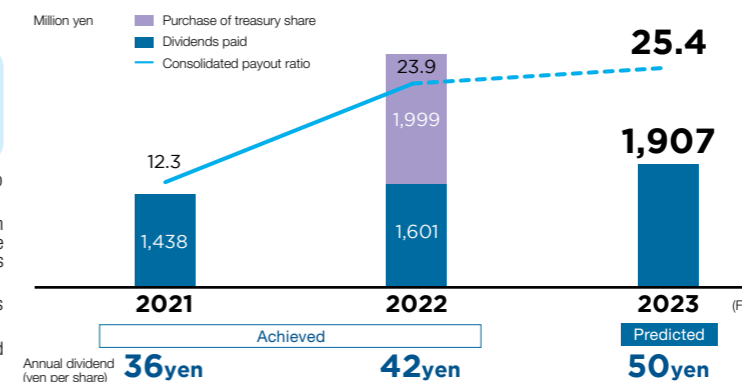 Million yen
Purchase of treasury share
Dividends paid
Consolidated payout ratio
25.4
23.9
1,999
12.3
1,907
1,438
1,601
2021 2022 2023
Achieved Predicted
Annual dividend
(yen per share)
36yen 42yen 50yen